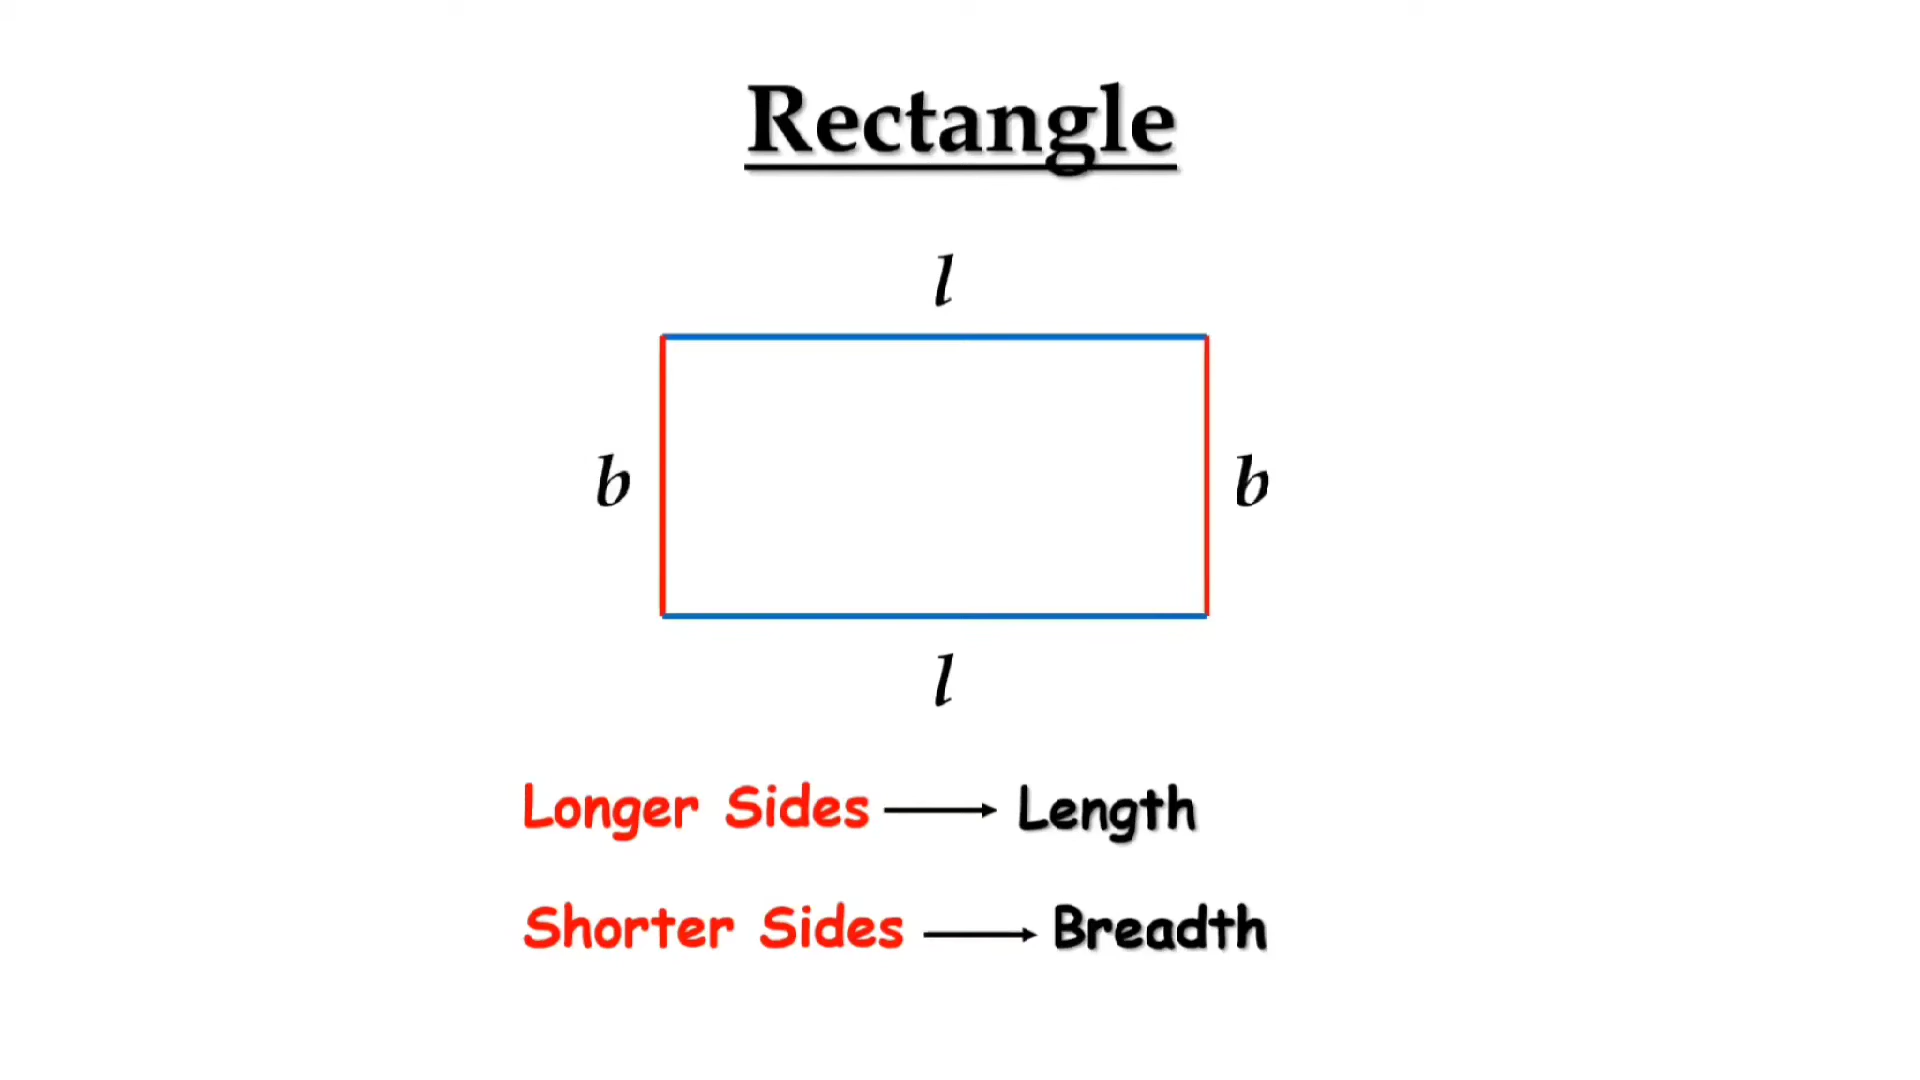 Rectangle
l
b b
l
Longer Sides → Length
Shorter Sides → Breadth